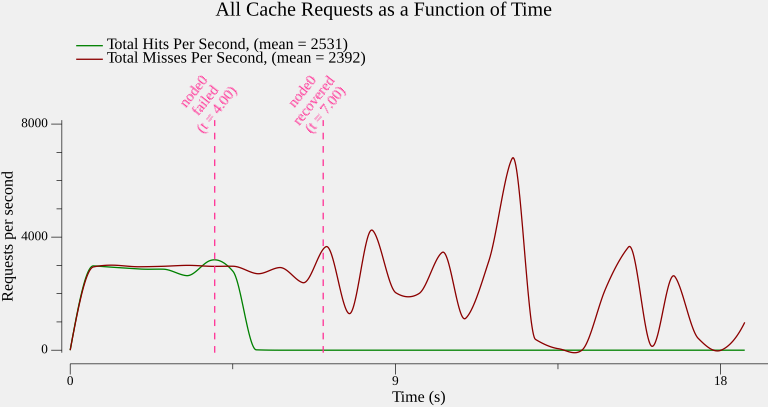 All Cache Requests as a Function of Time
Total Hits Per Second, (mean = 2531)
Total Misses Per Second, (mean = 2392)
node0
failed
(t = 4.00)
node0
recovered
(t = 7.00)
8000
4000
0
Requests per second
0
9
18
Time (s)